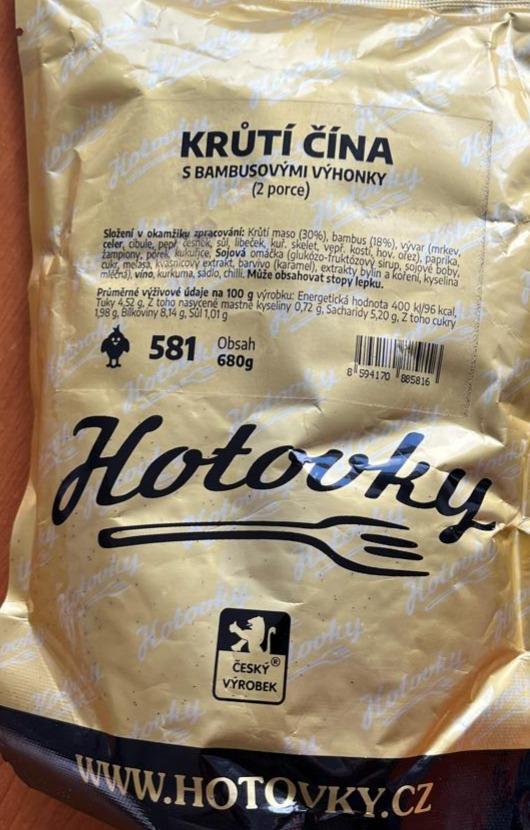 KRŮTÍ ČÍNA
S BAMBUSOVÝMI VÝHONKY
(2 porce)
Složení v okamžiku zpracování: Krůtí maso (30%), bambus (18%), vývar (mrkev,
celer, cibule, pepř, česnek, sůl, libeček, kuř. skelet, vepř. kosti, hov. ořez), paprika,
žampiony, pórek, kukuřice, Sojová omáčka (glukózo-fruktózový sirup, sojové boby,
cukr, melasa, kvasnicový extrakt, barvivo (karamel), extrakty bylin a koření, kyselina
mléčná), víno, kurkuma, sádlo, chilli. Může obsahovat stopy lepku.
Průměrné výživové údaje na 100 g výrobku: Energetická hodnota 400 kJ/96 kcal,
Tuky 4,52 g, Z toho nasycené mastné kyseliny 0,72 g, Sacharidy 5,20 g, Z toho cukry
1,98 g, Bílkoviny 8,14 g, Sůl 1,01 g
581 Obsah
680g
8 594170 885816
Hotovky
ČESKÝ®
VÝROBEK
WWW.HOTOVKY.CZ